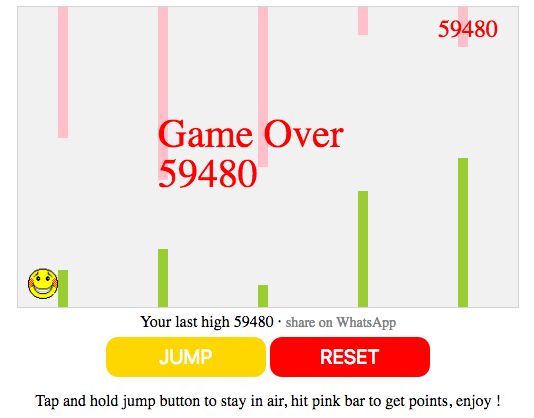 59480
Game Over
59480
Your last high 59480 · share on WhatsApp
JUMP RESET
Tap and hold jump button to stay in air, hit pink bar to get points, enjoy !